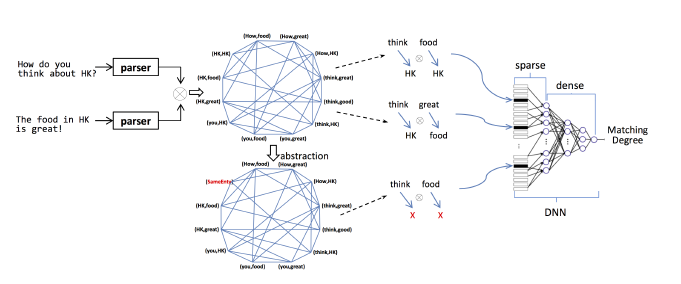 How do you
think about HK?
parser
The food in HK
is great!
parser
(How,food)
(How,great)
(HK,HK)
(How,HK)
(HK,food)
(think,great)
(HK,great)
(think,good)
(you,HK)
(think,HK)
(you,food)
(you,great)
abstraction
(How,food)
(How,great)
(SameEnty)
(How,HK)
(HK,food)
(think,great)
(HK,great)
(think,good)
(you,HK)
(think,HK)
(you,food)
(you,great)
think food
HK HK
think great
HK food
think food
X X
sparse
dense
Matching
Degree
DNN